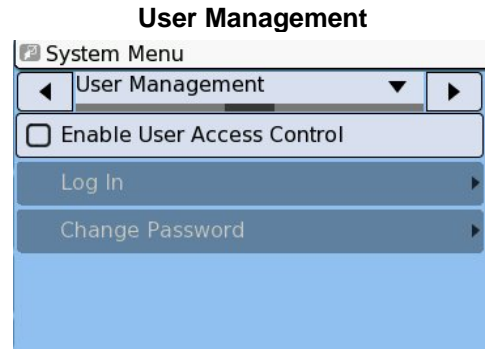 User Management
System Menu
User Management
Enable User Access Control
Log In
Change Password